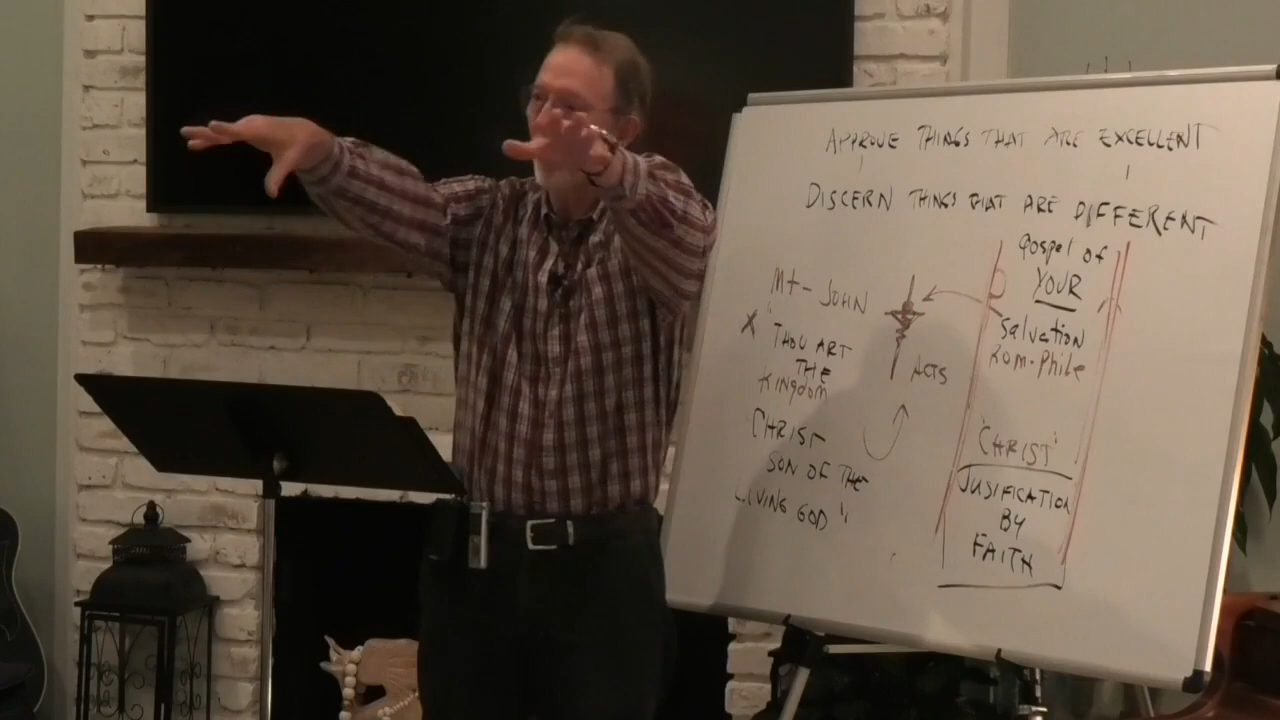 APPROVE THINGS THAT ARE EXCELLENT
DISCERN THINGS THAT ARE DIFFERENT
Mt - JOHN
X "THOU ART
THE
Kingdom
CHRIST
SON OF THE
LIVING GOD"
ACTS
Gospel of
YOUR
Salvation
Rom-Phile
'CHRIST'
JUSIFICATION
BY
FAITH